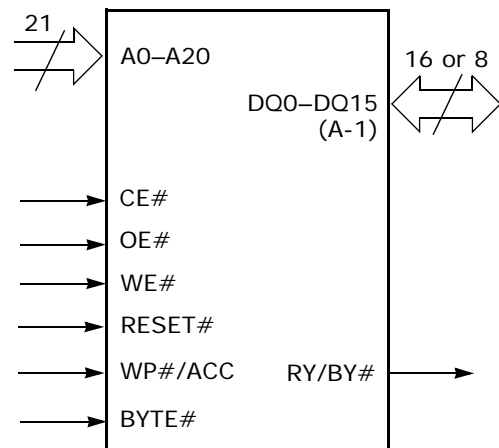 21
A0–A20
16 or 8
DQ0–DQ15
(A-1)
CE#
OE#
WE#
RESET#
WP#/ACC
RY/BY#
BYTE#